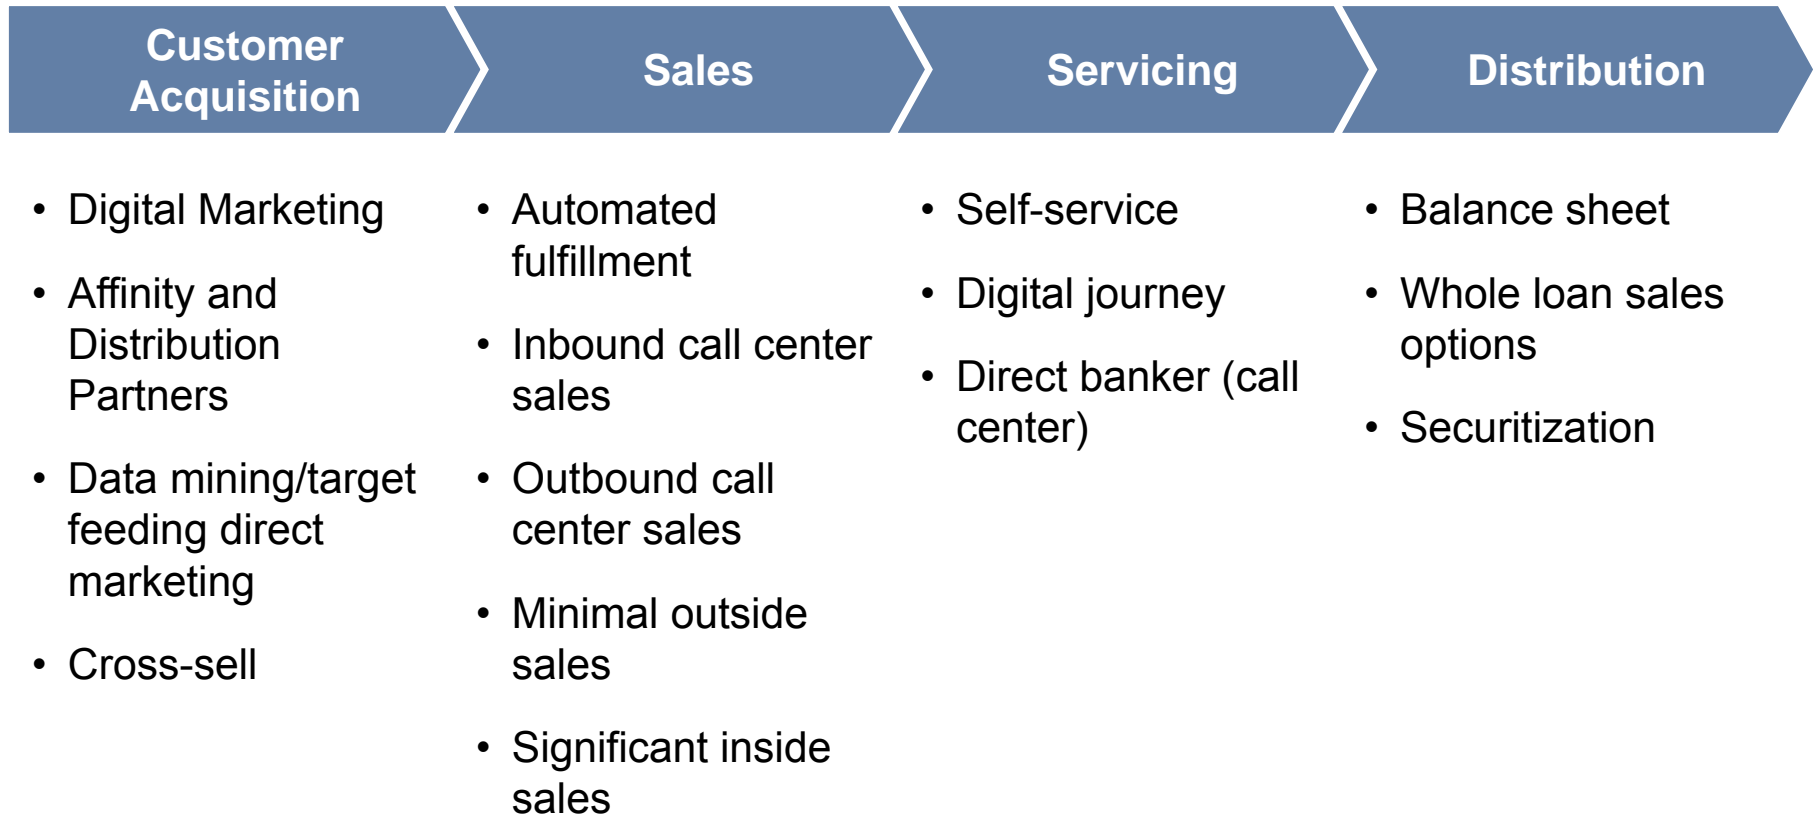 Customer
Acquisition
Sales
Servicing
Distribution
• Digital Marketing
• Affinity and
Distribution
Partners
• Data mining/target
feeding direct
marketing
• Cross-sell
• Automated
fulfillment
• Inbound call center
sales
• Outbound call
center sales
• Minimal outside
sales
• Significant inside
sales
• Self-service
• Digital journey
• Direct banker (call
center)
• Balance sheet
• Whole loan sales
options
• Securitization